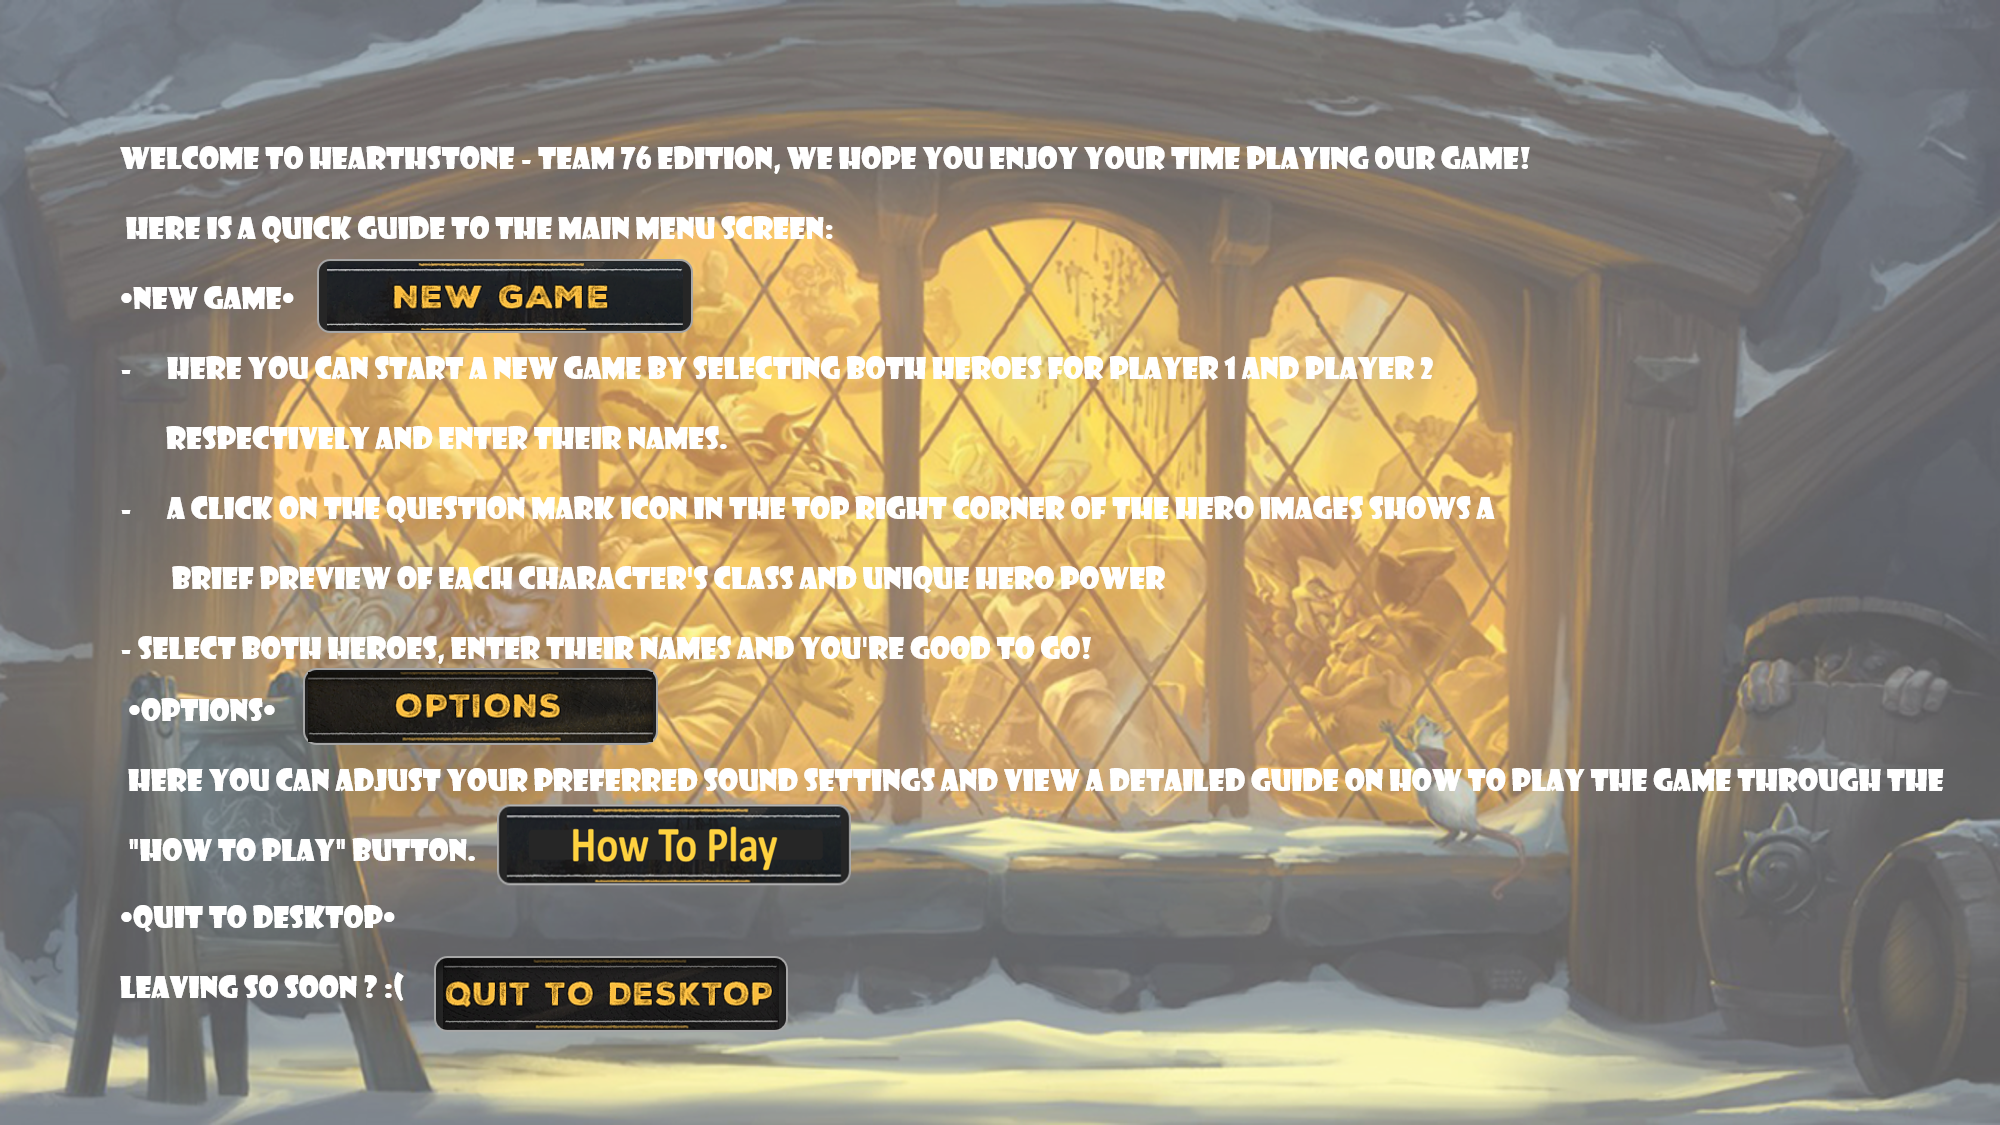 WELCOME TO HEARTHSTONE - TEAM 76 EDITION, WE HOPE YOU ENJOY YOUR TIME PLAYING OUR GAME!
HERE IS A QUICK GUIDE TO THE MAIN MENU SCREEN:
•NEW GAME• NEW GAME
- HERE YOU CAN START A NEW GAME BY SELECTING BOTH HEROES FOR PLAYER 1 AND PLAYER 2
RESPECTIVELY AND ENTER THEIR NAMES.
- A CLICK ON THE QUESTION MARK ICON IN THE TOP RIGHT CORNER OF THE HERO IMAGES SHOWS A
BRIEF PREVIEW OF EACH CHARACTER'S CLASS AND UNIQUE HERO POWER
- SELECT BOTH HEROES, ENTER THEIR NAMES AND YOU'RE GOOD TO GO!
•OPTIONS• OPTIONS
HERE YOU CAN ADJUST YOUR PREFERRED SOUND SETTINGS AND VIEW A DETAILED GUIDE ON HOW TO PLAY THE GAME THROUGH THE
"HOW TO PLAY" BUTTON. How To Play
•QUIT TO DESKTOP•
LEAVING SO SOON ? :( QUIT TO DESKTOP